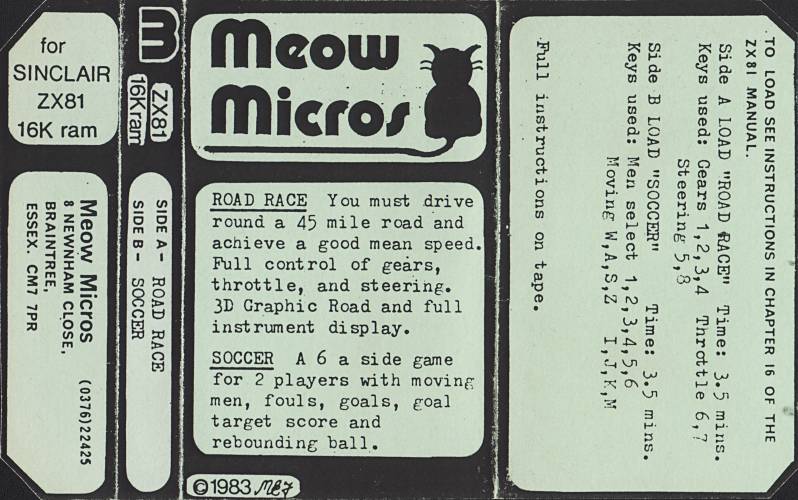 for
SINCLAIR
ZX81
16K ram
Meow Micros (0376)22425
8 NEWNHAM CLOSE,
BRAINTREE,
ESSEX. CM7 7PR
m
ZX81
16K ram
SIDE A - ROAD RACE
SIDE B - SOCCER
Meow
Micros
ROAD RACE You must drive
round a 45 mile road and
achieve a good mean speed.
Full control of gears,
throttle, and steering.
3D Graphic Road and full
instrument display.
SOCCER A 6 a side game
for 2 players with moving
men, fouls, goals, goal
target score and
rebounding ball.
©1983
TO LOAD SEE INSTRUCTIONS IN CHAPTER 16 OF THE
ZX81 MANUAL.
Side A LOAD "ROAD RACE" Time: 3.5 mins.
Keys used: Gears 1,2,3,4 Throttle 6,7
Steering 5,8
Side B LOAD "SOCCER" Time: 3.5 mins.
Keys used: Men select 1,2,3,4,5,6
Moving W,A,S,Z I,J,K,M
Full instructions on tape.